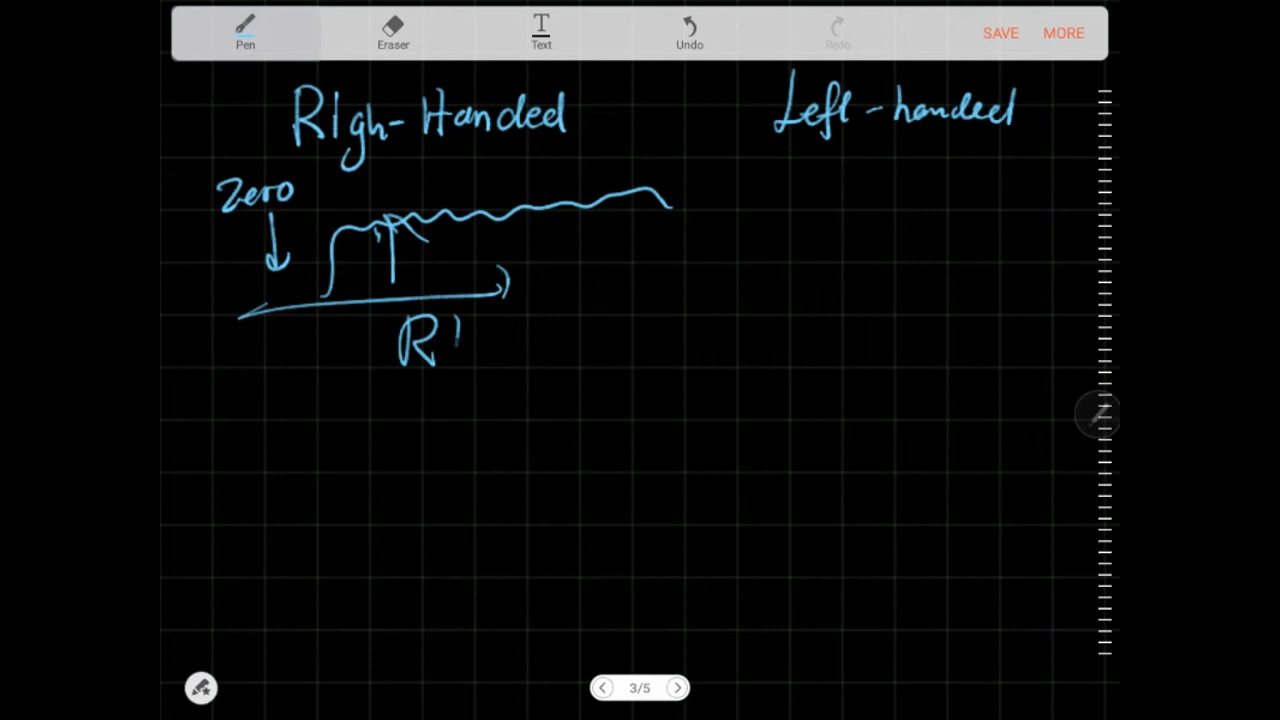 Pen Eraser Text Undo Redo SAVE MORE
Righ-Handed
Left-handed
Zero
R'
3/5